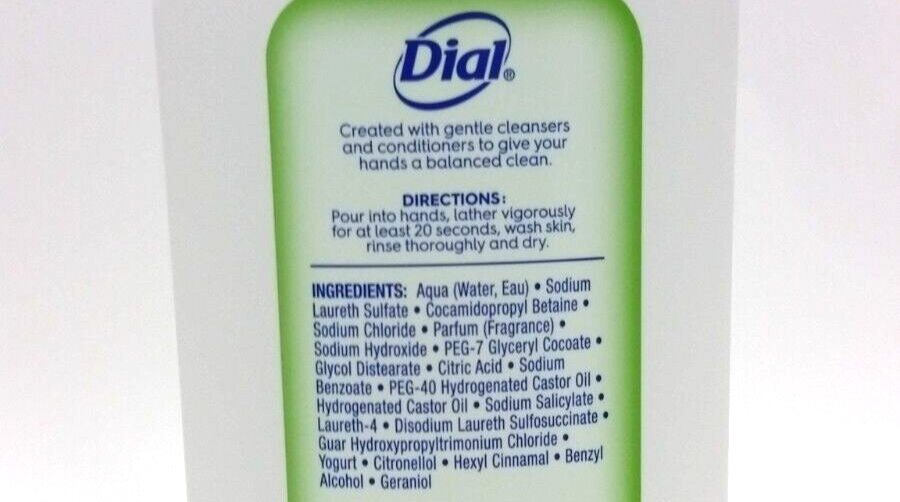 Dial®
Created with gentle cleansers
and conditioners to give your
hands a balanced clean.
DIRECTIONS:
Pour into hands, lather vigorously
for at least 20 seconds, wash skin,
rinse thoroughly and dry.
INGREDIENTS: Aqua (Water, Eau) • Sodium
Laureth Sulfate • Cocamidopropyl Betaine •
Sodium Chloride • Parfum (Fragrance) •
Sodium Hydroxide • PEG-7 Glyceryl Cocoate •
Glycol Distearate • Citric Acid • Sodium
Benzoate • PEG-40 Hydrogenated Castor Oil •
Hydrogenated Castor Oil • Sodium Salicylate •
Laureth-4 • Disodium Laureth Sulfosuccinate •
Guar Hydroxypropyltrimonium Chloride •
Yogurt • Citronellol • Hexyl Cinnamal • Benzyl
Alcohol • Geraniol